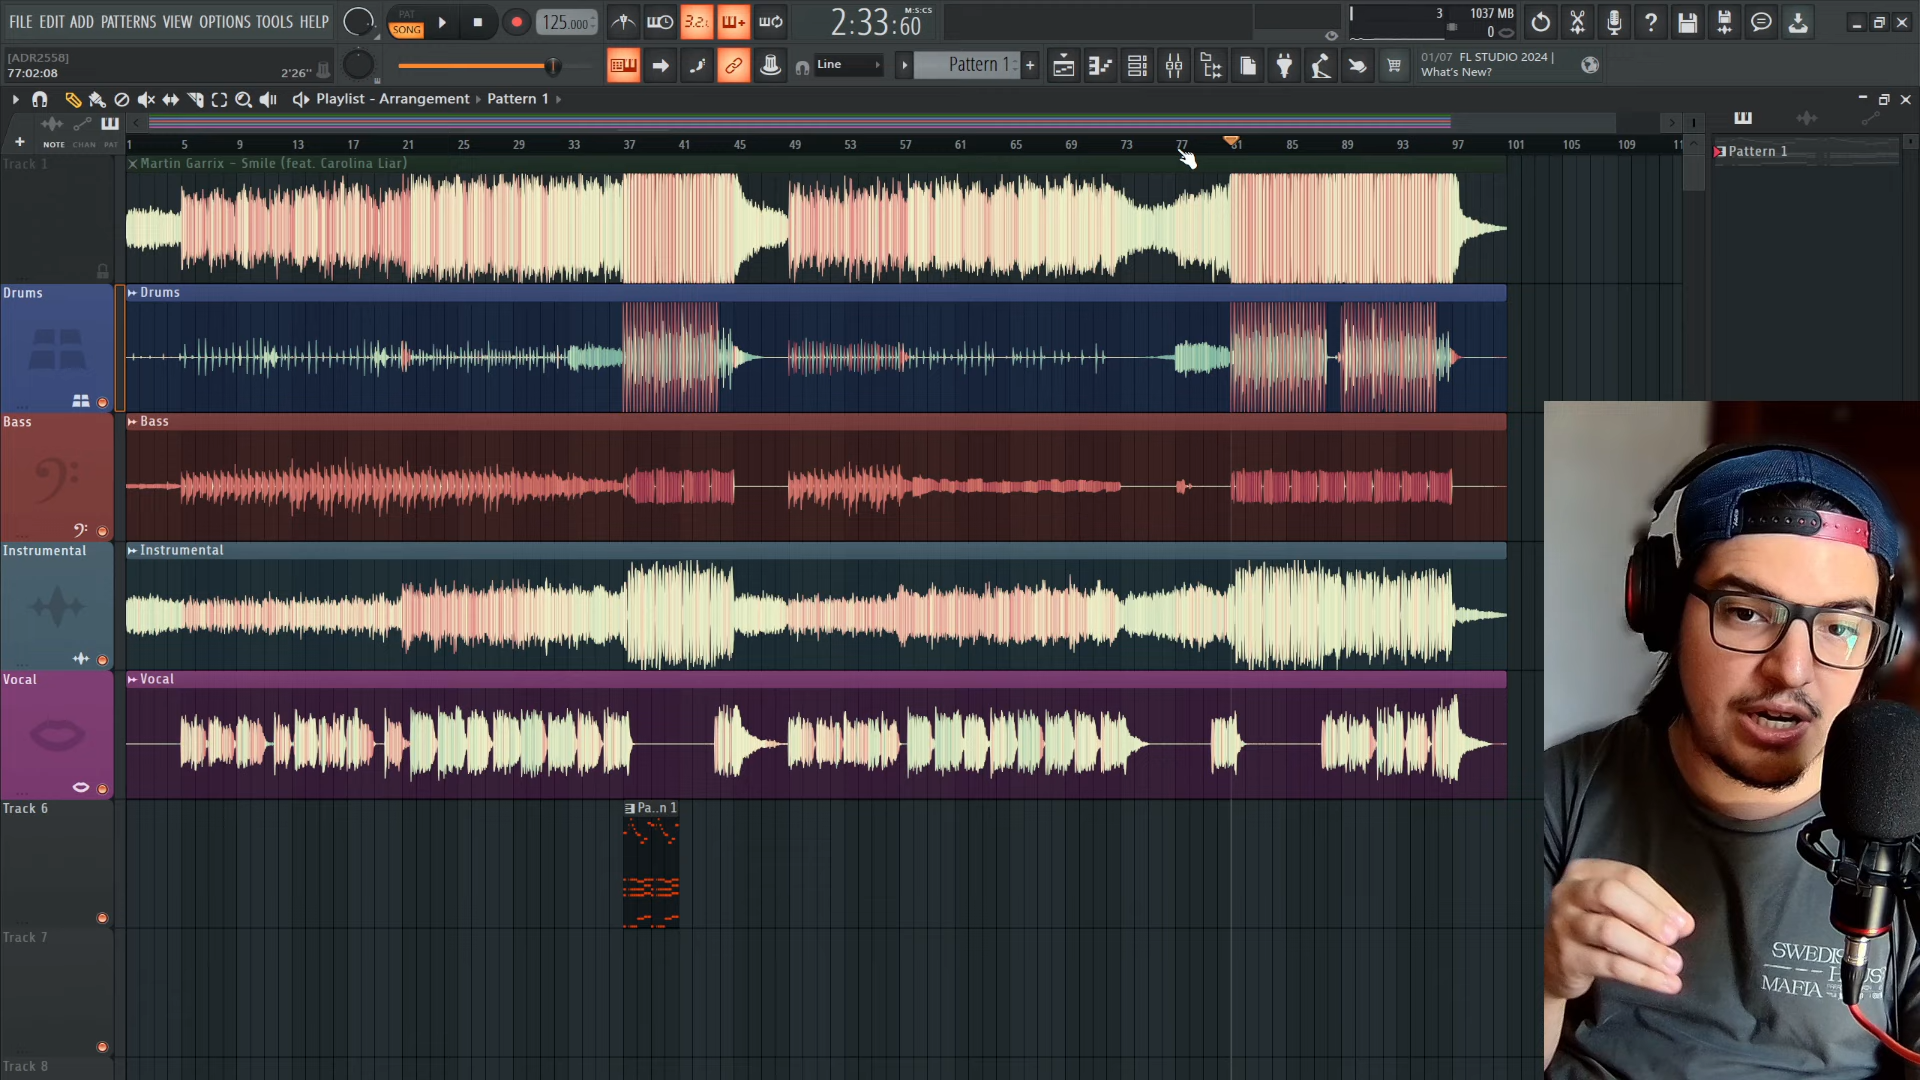 FILE EDIT ADD PATTERNS VIEW OPTIONS TOOLS HELP
PAT
SONG
125.000
3.2
2:33:60
M:S:CS
3
1037 MB
0
[ADR2558]
77:02:08
2'26"
Line
Pattern 1
+
01/07 FL STUDIO 2024 |
What's New?
Playlist - Arrangement › Pattern 1 ›
+
NOTE CHAN PAT
1 5 9 13 17 21 25 29 33 37 41 45 49 53 57 61 65 69 73 77 81 85 89 93 97 101 105 109 11
Pattern 1
Track 1
Martin Garrix - Smile (feat. Carolina Liar)
Drums
Drums
Bass
Bass
Instrumental
Instrumental
Vocal
Vocal
Track 6
Pa..n 1
Track 7
Track 8
SWEDIS
HOUS
MAFIA